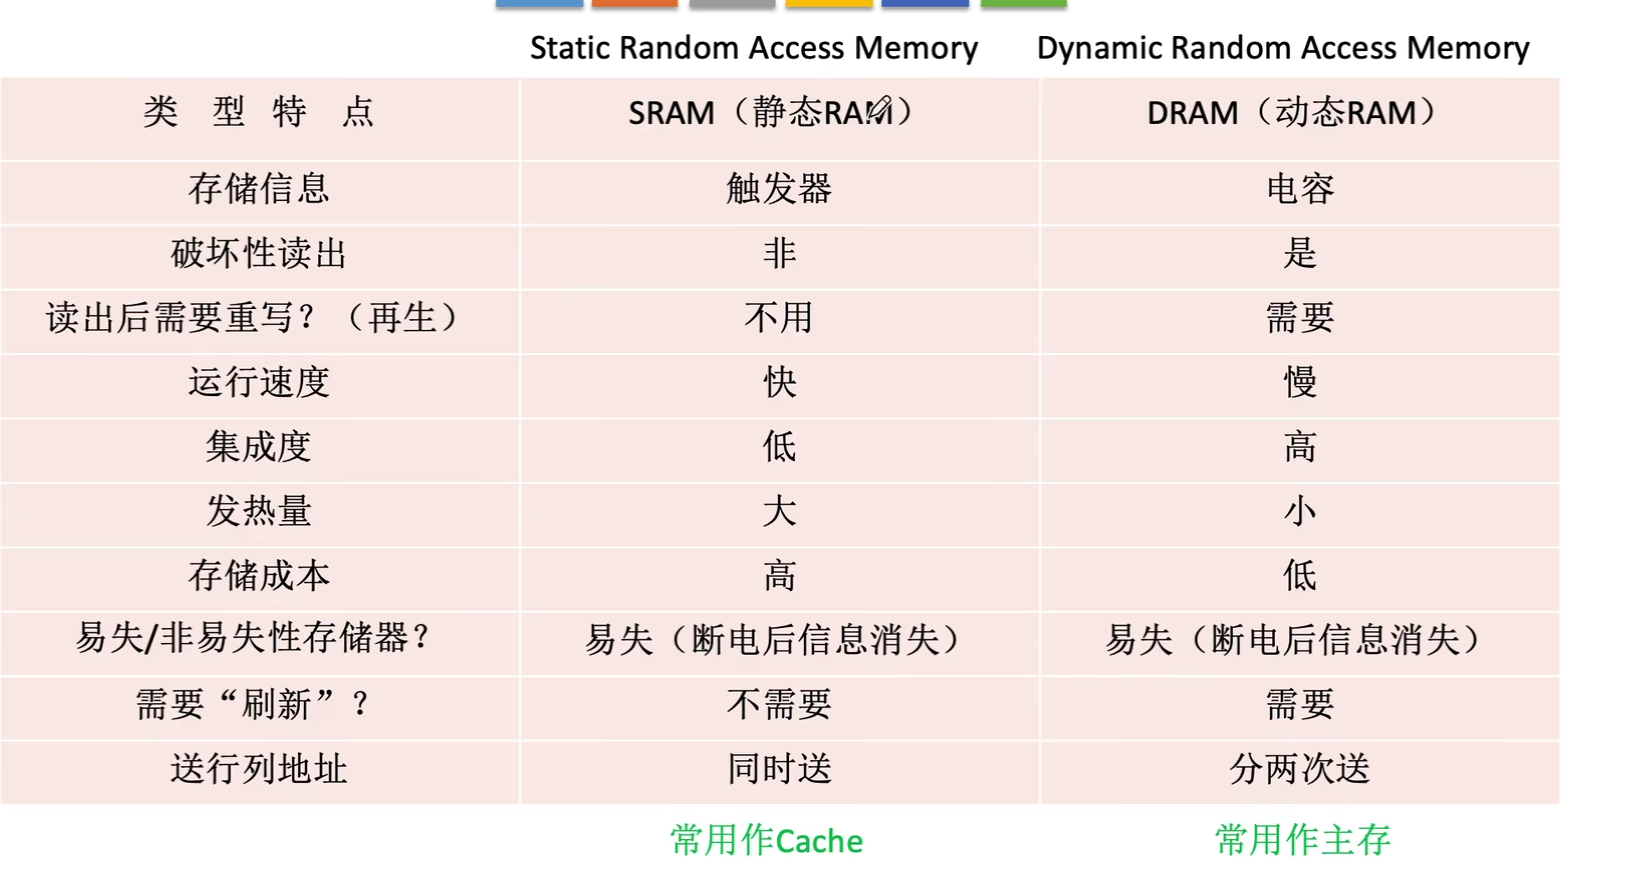 Static Random Access Memory Dynamic Random Access Memory
类 型 特 点 SRAM（静态RAM） DRAM（动态RAM）
存储信息 触发器 电容
破坏性读出 非 是
读出后需要重写？（再生） 不用 需要
运行速度 快 慢
集成度 低 高
发热量 大 小
存储成本 高 低
易失/非易失性存储器？ 易失（断电后信息消失） 易失（断电后信息消失）
需要“刷新”？ 不需要 需要
送行列地址 同时送 分两次送
常用作Cache 常用作主存